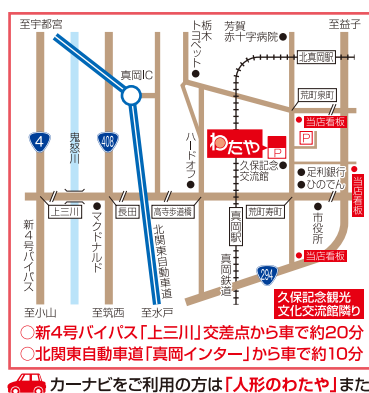 至宇都宮
栃木
トヨペット
芳賀
赤十字病院
至益子
真岡IC
北真岡駅
荒町泉町
当店看板
4
鬼怒川
408
ハードオフ
わたや
P
P
久保記念
交流館
足利銀行
ひのでん
当店看板
上三川
マクドナルド
長田
高寺歩道橋
真岡駅
荒町寿町
市役所
新4号バイパス
北関東自動車道
真岡鉄道
294
当店看板
至小山
至筑西
至水戸
久保記念観光
文化交流館隣り
○新4号バイパス「上三川」交差点から車で約20分
○北関東自動車道「真岡インター」から車で約10分
カーナビをご利用の方は「人形のわたや」また